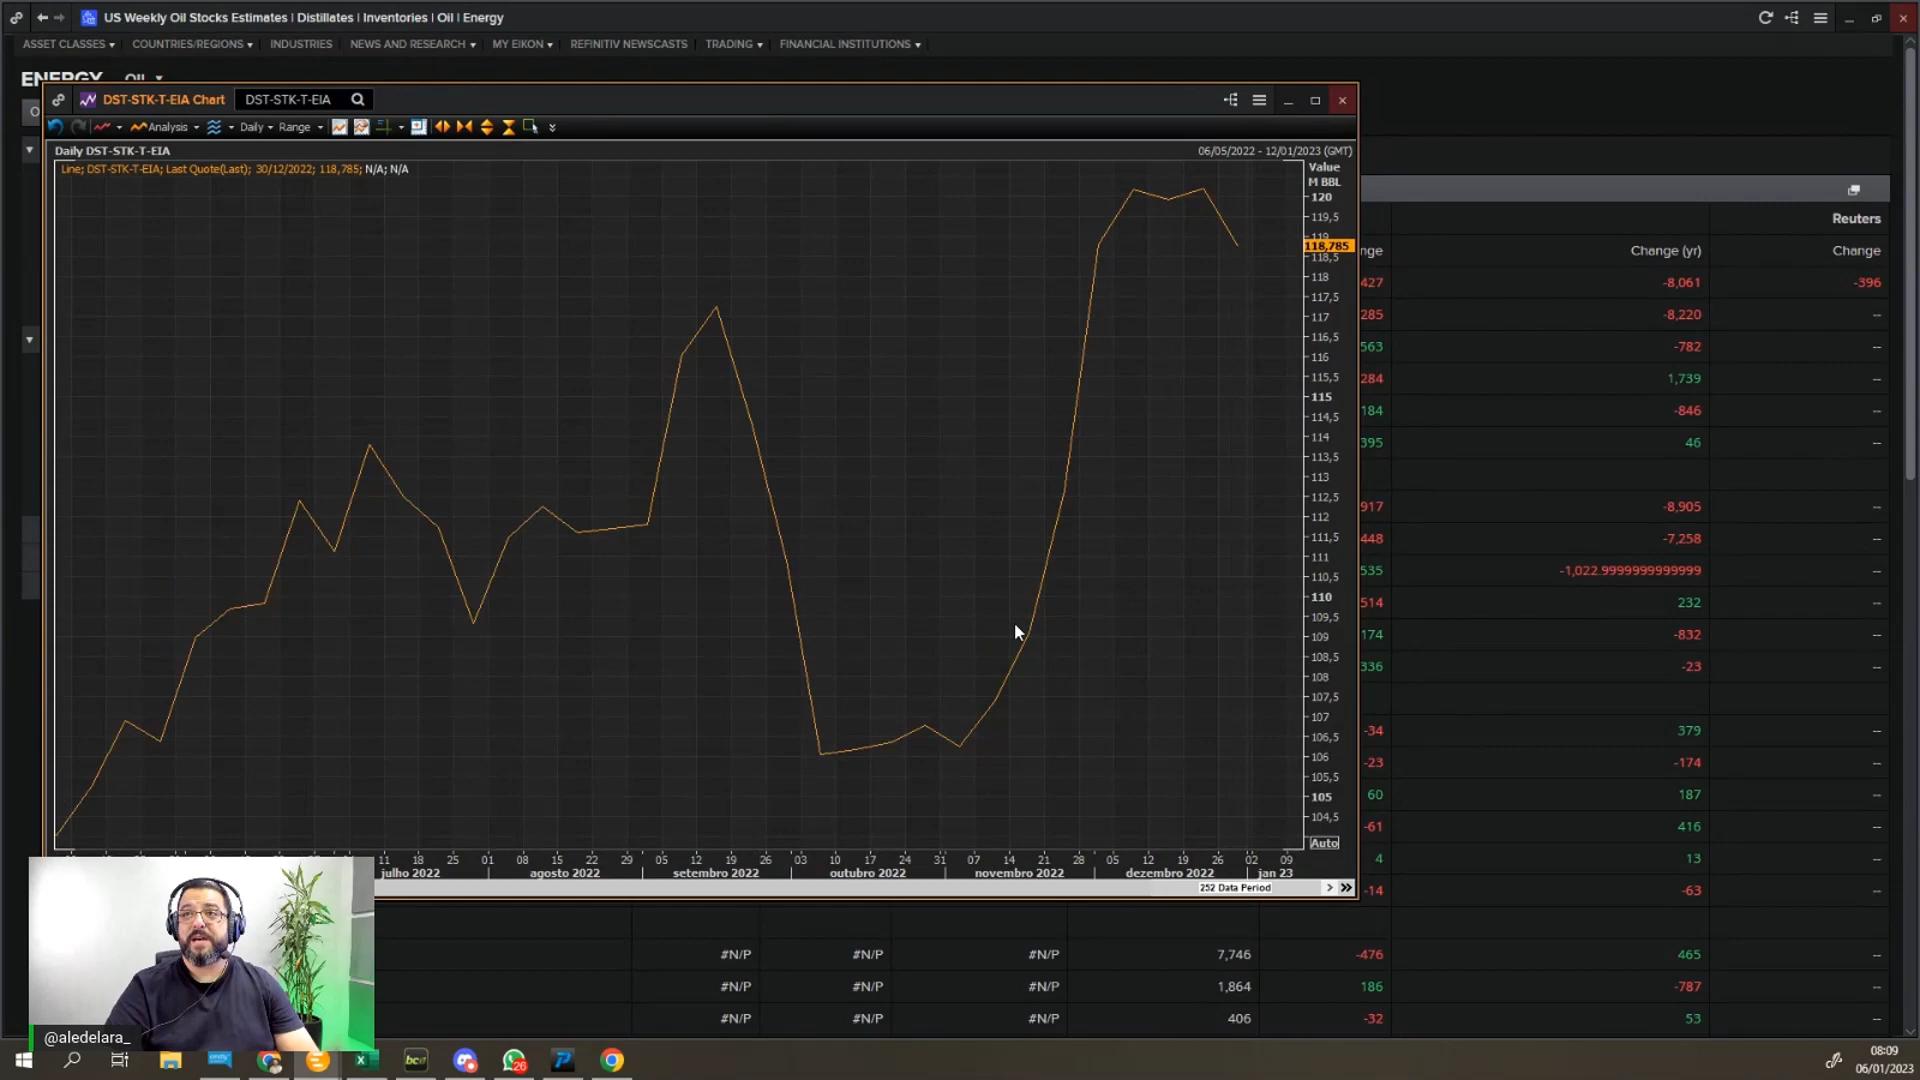 US Weekly Oil Stocks Estimates | Distillates | Inventories | Oil | Energy
ASSET CLASSES COUNTRIES/REGIONS INDUSTRIES NEWS AND RESEARCH MY EIKON REFINITIV NEWSCASTS TRADING FINANCIAL INSTITUTIONS
ENERGY OIL
DST-STK-T-EIA Chart DST-STK-T-EIA
Analysis Daily Range
Daily DST-STK-T-EIA 06/05/2022 - 12/01/2023 (GMT)
Line; DST-STK-T-EIA; Last Quote(Last); 30/12/2022; 118,785; N/A; N/A
Value
M BBL
120
119,5
119
118,785
118,5
118
117,5
117
116,5
116
115,5
115
114,5
114
113,5
113
112,5
112
111,5
111
110,5
110
109,5
109
108,5
108
107,5
107
106,5
106
105,5
105
104,5
Auto
11 18 25 01 08 15 22 29 05 12 19 26 03 10 17 24 31 07 14 21 28 05 12 19 26 02 09
julho 2022 agosto 2022 setembro 2022 outubro 2022 novembro 2022 dezembro 2022 jan 23
252 Data Period
Reuters
nge Change (yr) Change
427 -8,061 -396
285 -8,220 --
563 -782 --
284 1,739 --
184 -846 --
395 46 --
917 -8,905 --
448 -7,258 --
535 -1,022.9999999999999 --
514 232 --
174 -832 --
336 -23 --
-34 379 --
-23 -174 --
60 187 --
-61 416 --
4 13 --
-14 -63 --
#N/P #N/P #N/P 7,746 -476 465 --
#N/P #N/P #N/P 1,864 186 -787 --
#N/P #N/P #N/P 406 -32 53 --
@aledelara_
26
08:09
06/01/2023